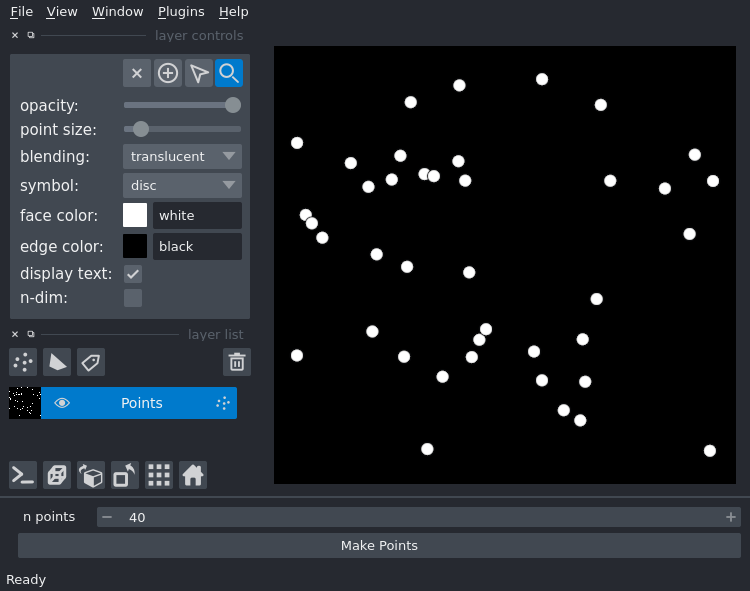 File View Window Plugins Help
layer controls
opacity:
point size:
blending: translucent
symbol: disc
face color: white
edge color: black
display text:
n-dim:
layer list
Points
n points 40
Make Points
Ready